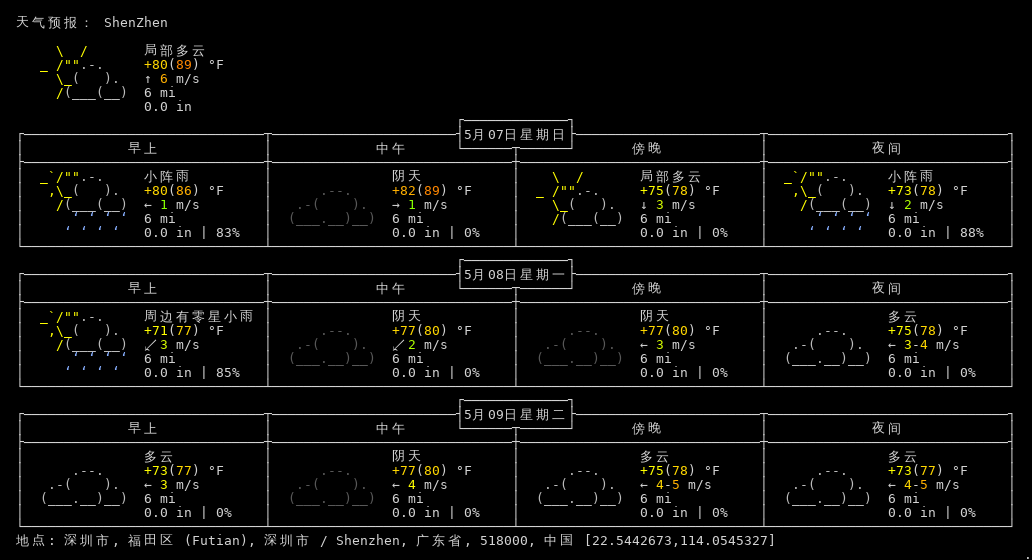 天气预报： ShenZhen
局部多云
+80(89) °F
↑ 6 m/s
6 mi
0.0 in
5月07日星期日
早上 中午 傍晚 夜间
小阵雨 阴天 局部多云 小阵雨
+80(86) °F +82(89) °F +75(78) °F +73(78) °F
← 1 m/s → 1 m/s ↓ 3 m/s ↓ 2 m/s
6 mi 6 mi 6 mi 6 mi
0.0 in | 83% 0.0 in | 0% 0.0 in | 0% 0.0 in | 88%
5月08日星期一
早上 中午 傍晚 夜间
周边有零星小雨 阴天 阴天 多云
+71(77) °F +77(80) °F +77(80) °F +75(78) °F
↙ 3 m/s ↙ 2 m/s ← 3 m/s ← 3-4 m/s
6 mi 6 mi 6 mi 6 mi
0.0 in | 85% 0.0 in | 0% 0.0 in | 0% 0.0 in | 0%
5月09日星期二
早上 中午 傍晚 夜间
多云 阴天 多云 多云
+73(77) °F +77(80) °F +75(78) °F +73(77) °F
← 3 m/s ← 4 m/s ← 4-5 m/s ← 4-5 m/s
6 mi 6 mi 6 mi 6 mi
0.0 in | 0% 0.0 in | 0% 0.0 in | 0% 0.0 in | 0%
地点: 深圳市, 福田区 (Futian), 深圳市 / Shenzhen, 广东省, 518000, 中国 [22.5442673,114.0545327]